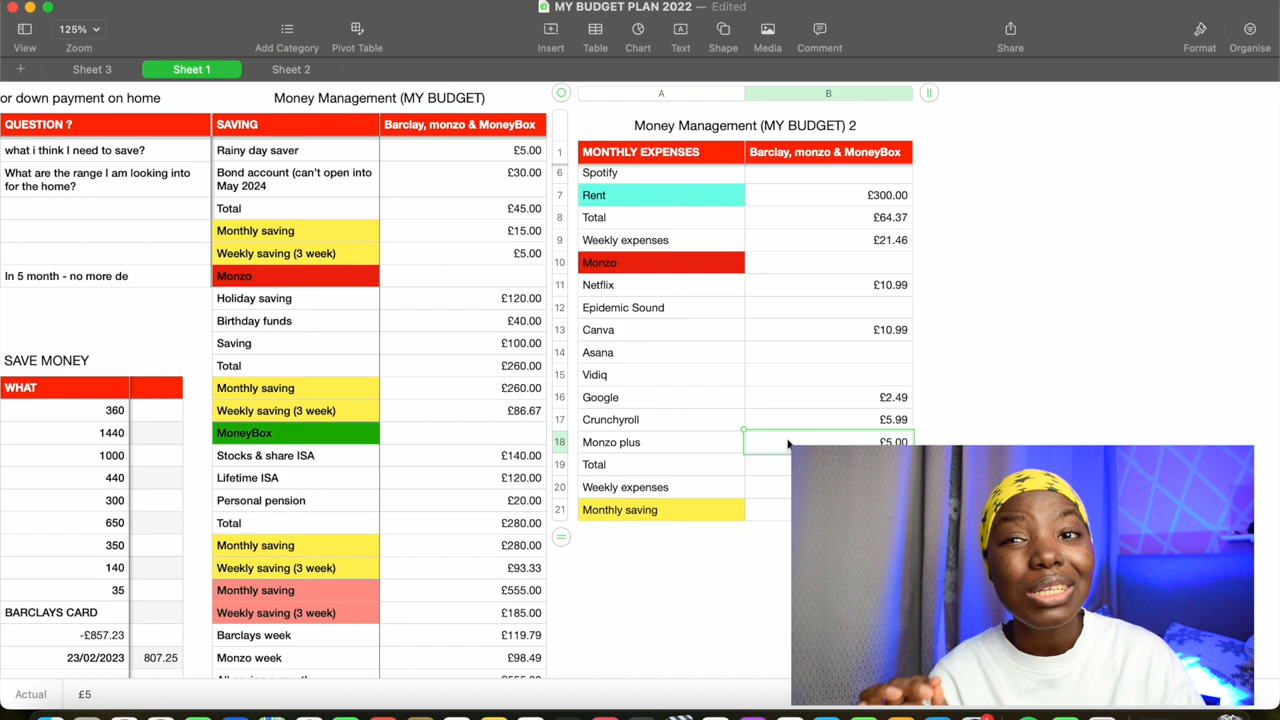 MY BUDGET PLAN 2022 — Edited
125%
View
Zoom
Add Category
Pivot Table
Insert
Table
Chart
Text
Shape
Media
Comment
Share
Format
Organise
Sheet 3
Sheet 1
Sheet 2
or down payment on home
QUESTION ?
what i think I need to save?
What are the range I am looking into
for the home?
In 5 month - no more de
SAVE MONEY
WHAT
360
1440
1000
440
300
650
350
140
35
BARCLAYS CARD
-£857.23
23/02/2023 807.25
Money Management (MY BUDGET)
SAVING Barclay, monzo & MoneyBox
Rainy day saver £5.00
Bond account (can't open into £30.00
May 2024
Total £45.00
Monthly saving £15.00
Weekly saving (3 week) £5.00
Monzo
Holiday saving £120.00
Birthday funds £40.00
Saving £100.00
Total £260.00
Monthly saving £260.00
Weekly saving (3 week) £86.67
MoneyBox
Stocks & share ISA £140.00
Lifetime ISA £120.00
Personal pension £20.00
Total £280.00
Monthly saving £280.00
Weekly saving (3 week) £93.33
Monthly saving £555.00
Weekly saving (3 week) £185.00
Barclays week £119.79
Monzo week £98.49
A B
Money Management (MY BUDGET) 2
1 MONTHLY EXPENSES Barclay, monzo & MoneyBox
6 Spotify
7 Rent £300.00
8 Total £64.37
9 Weekly expenses £21.46
10 Monzo
11 Netflix £10.99
12 Epidemic Sound
13 Canva £10.99
14 Asana
15 Vidiq
16 Google £2.49
17 Crunchyroll £5.99
18 Monzo plus £5.00
19 Total
20 Weekly expenses
21 Monthly saving
Actual £5